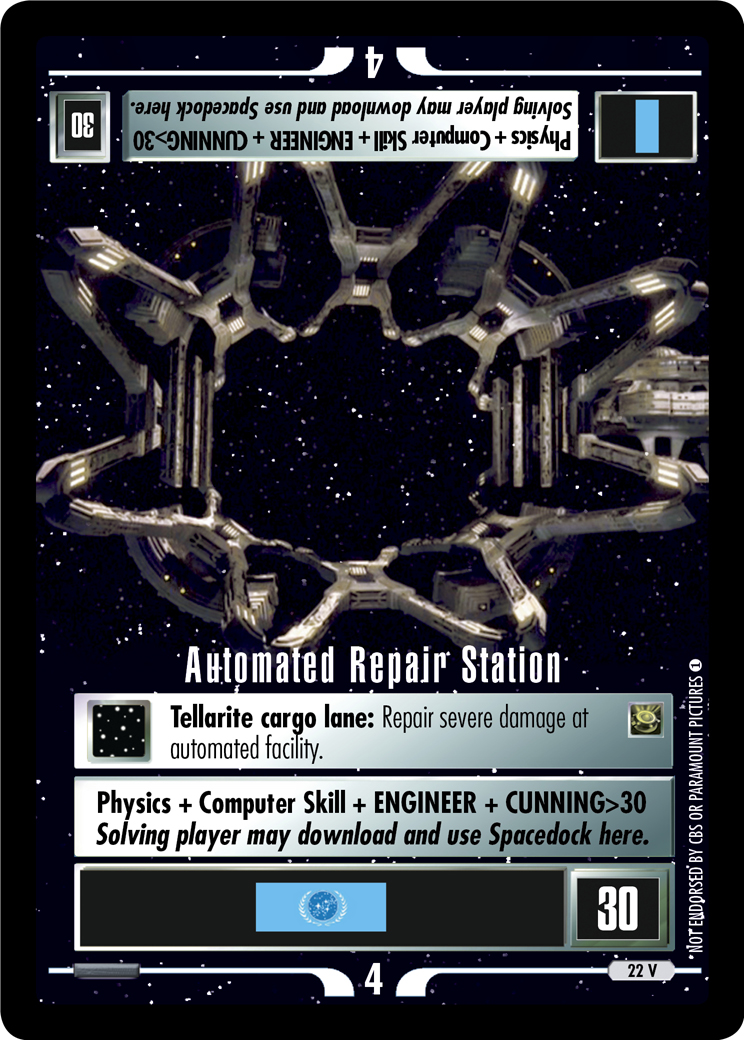 4
Physics + Computer Skill + ENGINEER + CUNNING>30
Solving player may download and use Spacedock here.
30
Automated Repair Station
Tellarite cargo lane: Repair severe damage at
automated facility.
Physics + Computer Skill + ENGINEER + CUNNING>30
Solving player may download and use Spacedock here.
30
4
22 V
NOT ENDORSED BY CBS OR PARAMOUNT PICTURES 1